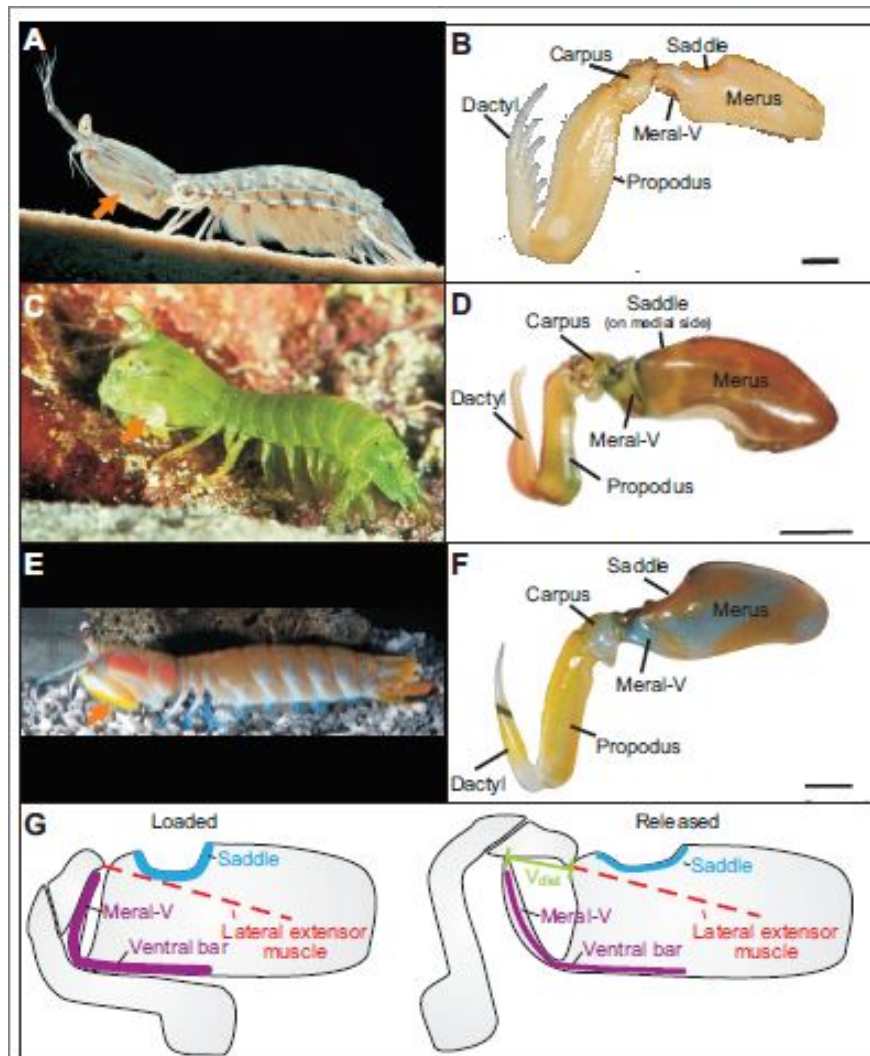 A
B
Saddle
Carpus
Dactyl
Merus
Meral-V
Propodus
C
D
Saddle
(on medial side)
Carpus
Dactyl
Merus
Meral-V
Propodus
E
F
Saddle
Carpus
Merus
Meral-V
Propodus
Dactyl
G
Loaded
Saddle
Meral-V
Lateral extensor
muscle
Ventral bar
Released
Vdist
Saddle
Meral-V
Lateral extensor
muscle
Ventral bar